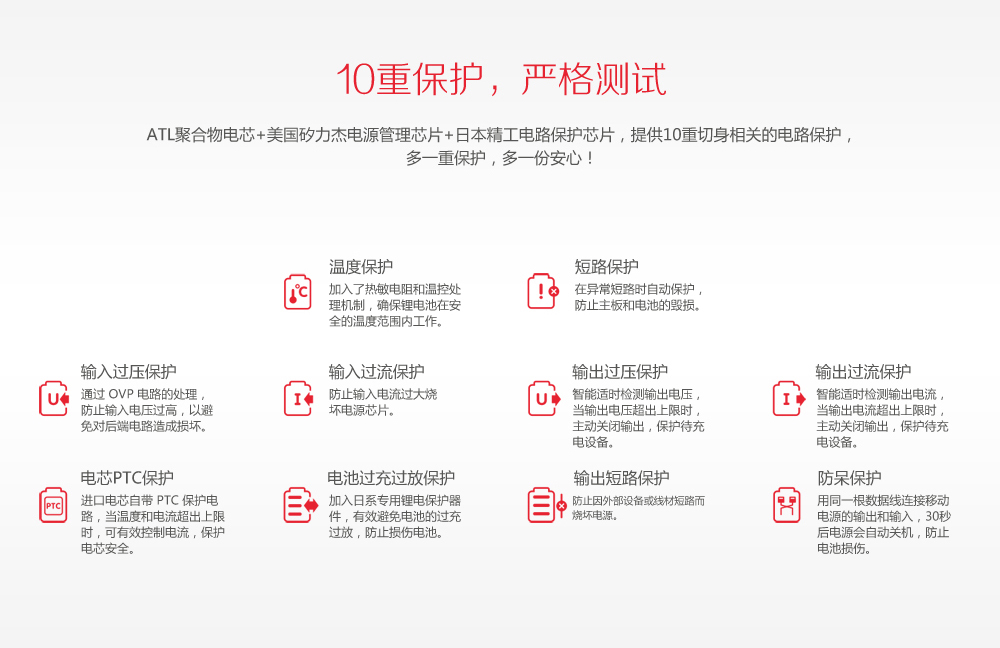 10重保护，严格测试
ATL聚合物电芯+美国矽力杰电源管理芯片+日本精工电路保护芯片，提供10重切身相关的电路保护，
多一重保护，多一份安心！
温度保护
加入了热敏电阻和温控处
理机制，确保锂电池在安
全的温度范围内工作。
°C
短路保护
在异常短路时自动保护，
防止主板和电池的毁损。
!
输入过压保护
通过 OVP 电路的处理，
防止输入电压过高，以避
免对后端电路造成损坏。
U
输入过流保护
防止输入电流过大烧
坏电源芯片。
I
输出过压保护
智能适时检测输出电压，
当输出电压超出上限时，
主动关闭输出，保护待充
电设备。
U
输出过流保护
智能适时检测输出电流，
当输出电流超出上限时，
主动关闭输出，保护待充
电设备。
I
电芯PTC保护
进口电芯自带 PTC 保护电
路，当温度和电流超出上限
时，可有效控制电流，保护
电芯安全。
PTC
电池过充过放保护
加入日系专用锂电保护器
件，有效避免电池的过充
过放，防止损伤电池。
输出短路保护
防止因外部设备或线材短路而
烧坏电源。
防呆保护
用同一根数据线连接移动
电源的输出和输入，30秒
后电源会自动关机，防止
电池损伤。